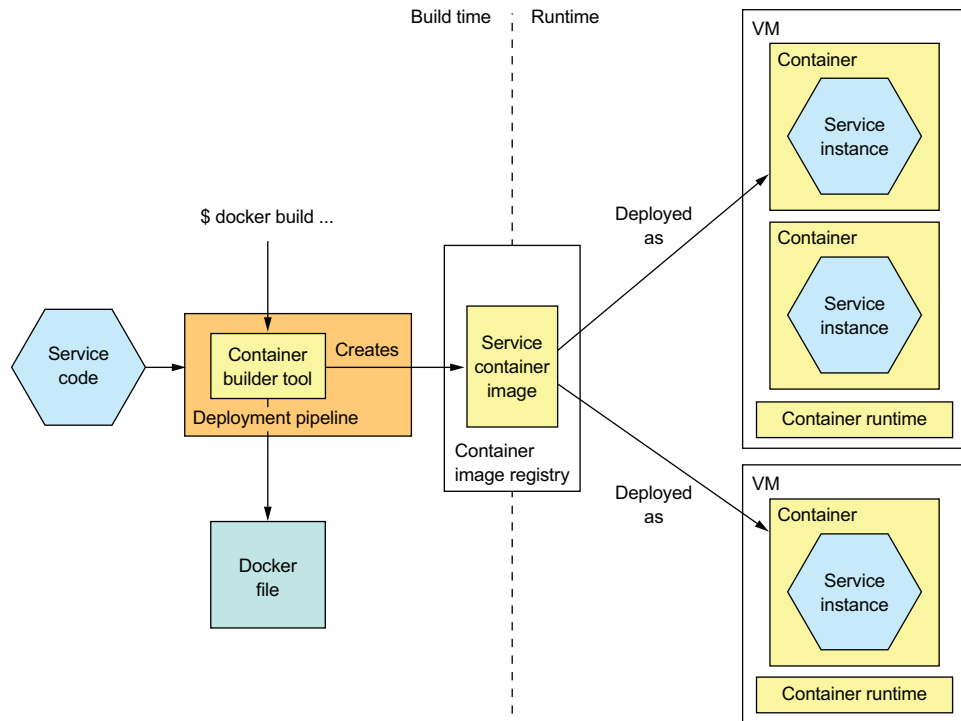 Build time
Runtime
VM
Container
Service
instance
Container
Service
instance
Container runtime
$ docker build ...
Deployed
as
Service
code
Container
builder tool
Creates
Deployment pipeline
Service
container
image
Container
image registry
Docker
file
Deployed
as
VM
Container
Service
instance
Container runtime